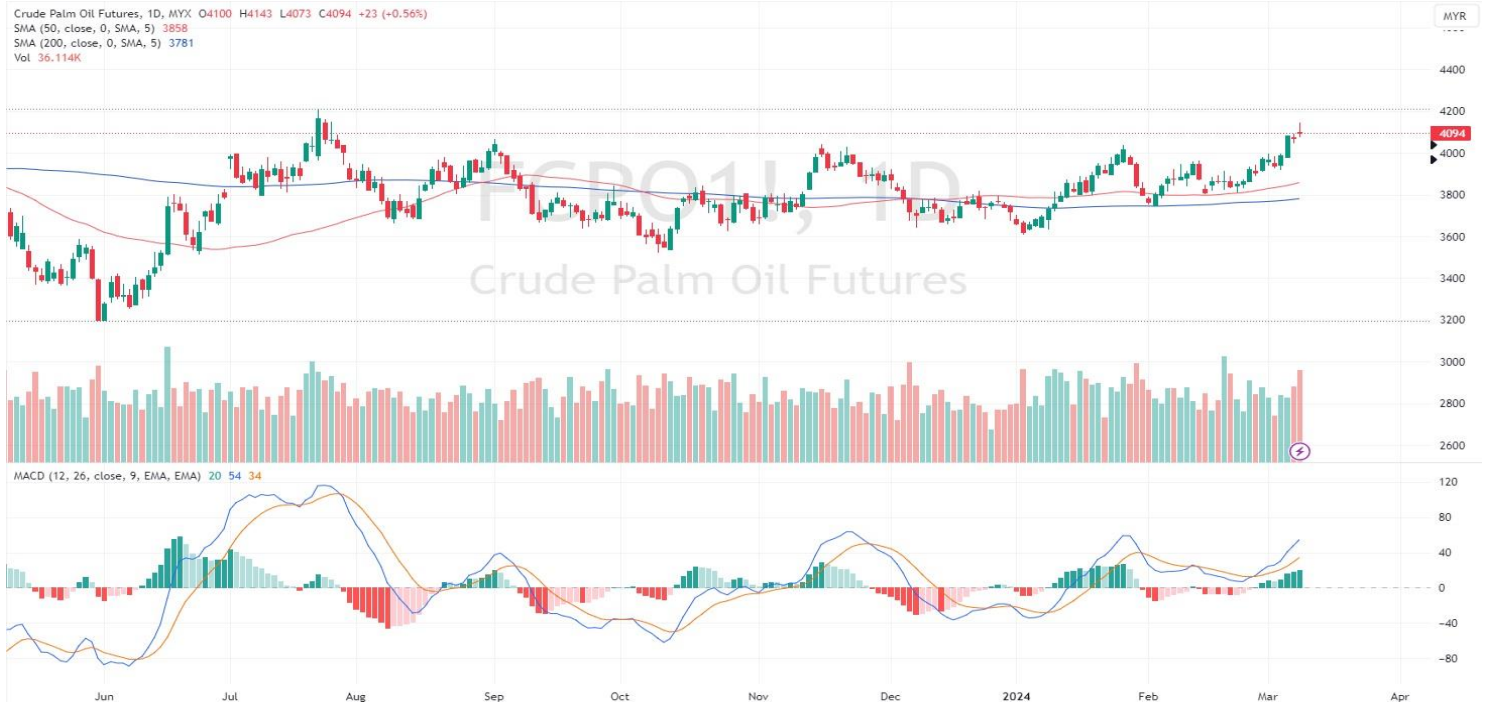 Crude Palm Oil Futures, 1D, MYX O4100 H4143 L4073 C4094 +23 (+0.56%)
MYR
SMA (50, close, 0, SMA, 5) 3858
SMA (200, close, 0, SMA, 5) 3781
Vol 36.114K
4400
4200
4094
4000
3800
3600
3400
3200
3000
2800
2600
FCPO1!, 1D
Crude Palm Oil Futures
MACD (12, 26, close, 9, EMA, EMA) 20 54 34
120
80
40
0
−40
−80
Jun Jul Aug Sep Oct Nov Dec 2024 Feb Mar Apr